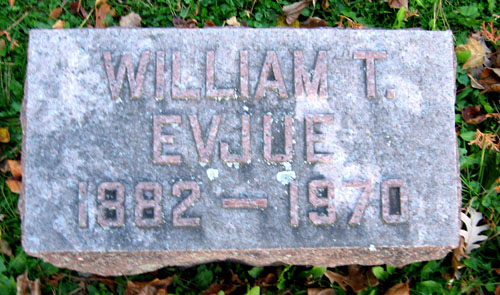 WILLIAM T.
EVJUE
1882 – 1970